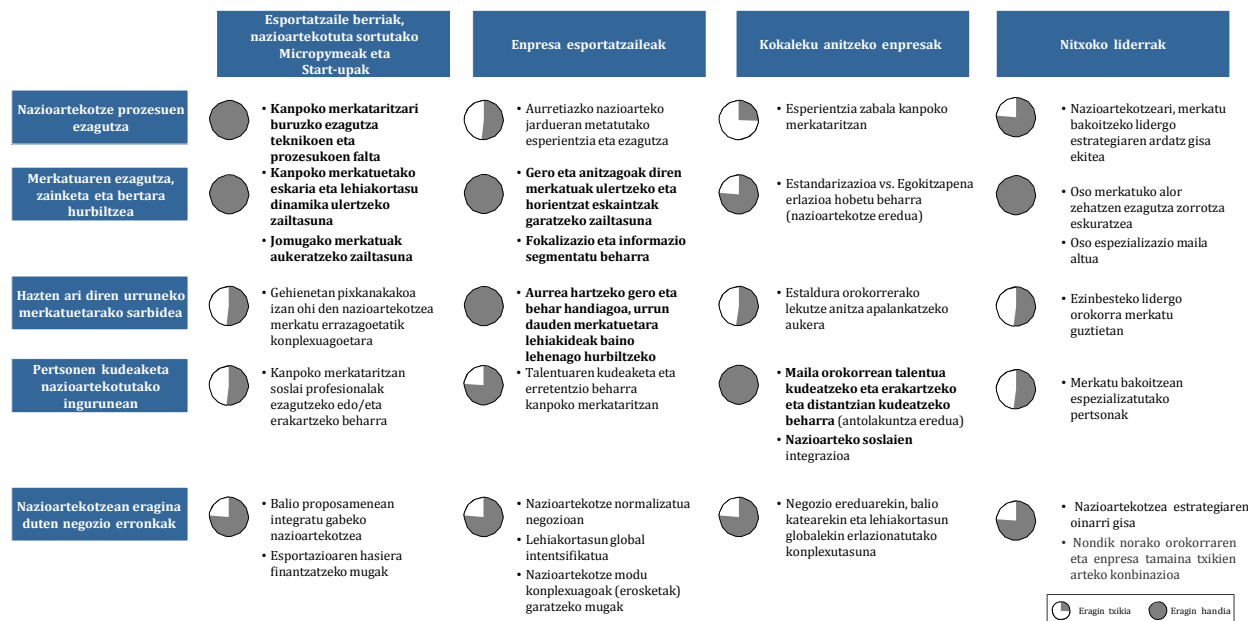 Esportatzaile berriak,
nazioartekotuta sortutako
Micropymeak eta
Start-upak
Enpresa esportatzaileak
Kokaleku anitzeko enpresak
Nitxoko liderrak
Nazioartekotze prozesuen
ezagutza
• Kanpoko merkataritzari
buruzko ezagutza
teknikoen eta
prozesukoen falta
• Aurretiazko nazioarteko
jardueran metatutako
esperientzia eta ezagutza
• Esperientzia zabala kanpoko
merkataritzan
• Nazioartekotzeari, merkatu
bakoitzeko lidergo
estrategiaren ardatz gisa
ekitea
Merkatuaren ezagutza,
zainketa eta bertara
hurbiltzea
• Kanpoko merkatuetako
eskaria eta lehiakortasu
dinamika ulertzeko
zailtasuna
• Jomugako merkatuak
aukeratzeko zailtasuna
• Gero eta anitzagoak diren
merkatuak ulertzeko eta
horientzat eskaintzak
garatzeko zailtasuna
• Fokalizazio eta informazio
segmentatu beharra
• Estandarizazioa vs. Egokitzapena
erlazioa hobetu beharra
(nazioartekotze eredua)
• Oso merkatuko alor
zehatzen ezagutza zorrotza
eskuratzea
• Oso espezializazio maila
altua
Hazten ari diren urruneko
merkatuetarako sarbidea
• Gehienetan pixkanakakoa
izan ohi den nazioartekotzea
merkatu errazagoetatik
konplexuagoetara
• Aurrea hartzeko gero eta
behar handiagoa, urrun
dauden merkatuetara
lehiakideak baino
lehenago hurbiltzeko
• Estaldura orokorrerako
lekutze anitza apalankatzeko
aukera
• Ezinbesteko lidergo
orokorra merkatu
guztietan
Pertsonen kudeaketa
nazioartekotutako
ingurunean
• Kanpoko merkataritzan
soslai profesionalak
ezagutzeko edo/eta
erakartzeko beharra
• Talentuaren kudeaketa eta
erretentzio beharra
kanpoko merkataritzan
• Maila orokorrean talentua
kudeatzeko eta erakartzeko
eta distantzian kudeatzeko
beharra (antolakuntza eredua)
• Nazioarteko soslaien
integrazioa
• Merkatu bakoitzean
espezializatutako
pertsonak
Nazioartekotzean eragina
duten negozio erronkak
• Balio proposamenean
integratu gabeko
nazioartekotzea
• Esportazioaren hasiera
finantzatzeko mugak
• Nazioartekotze normalizatua
negozioan
• Lehiakortasun global
intentsifikatua
• Nazioartekotze modu
konplexuagoak (erosketak)
garatzeko mugak
• Negozio ereduarekin, balio
katearekin eta lehiakortasun
globalekin erlazionatutako
konplexutasuna
• Nazioartekotzea estrategiaren
oinarri gisa
• Nondik norako orokorraren
eta enpresa tamaina txikien
arteko konbinazioa
Eragin txikia
Eragin handia